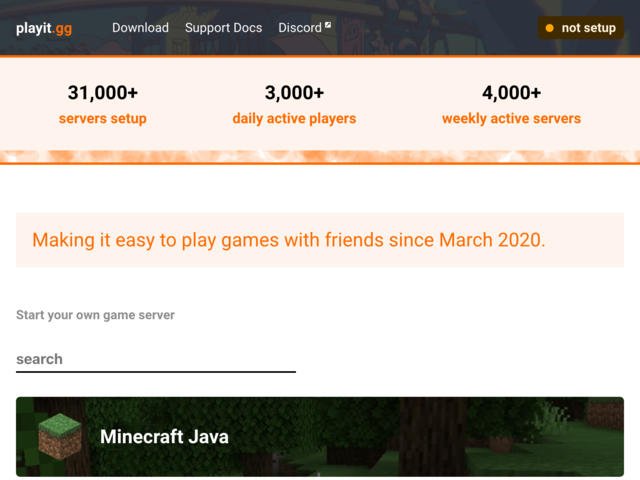 playit.gg Download Support Docs Discord not setup
31,000+ 3,000+ 4,000+
servers setup daily active players weekly active servers
Making it easy to play games with friends since March 2020.
Start your own game server
search
Minecraft Java